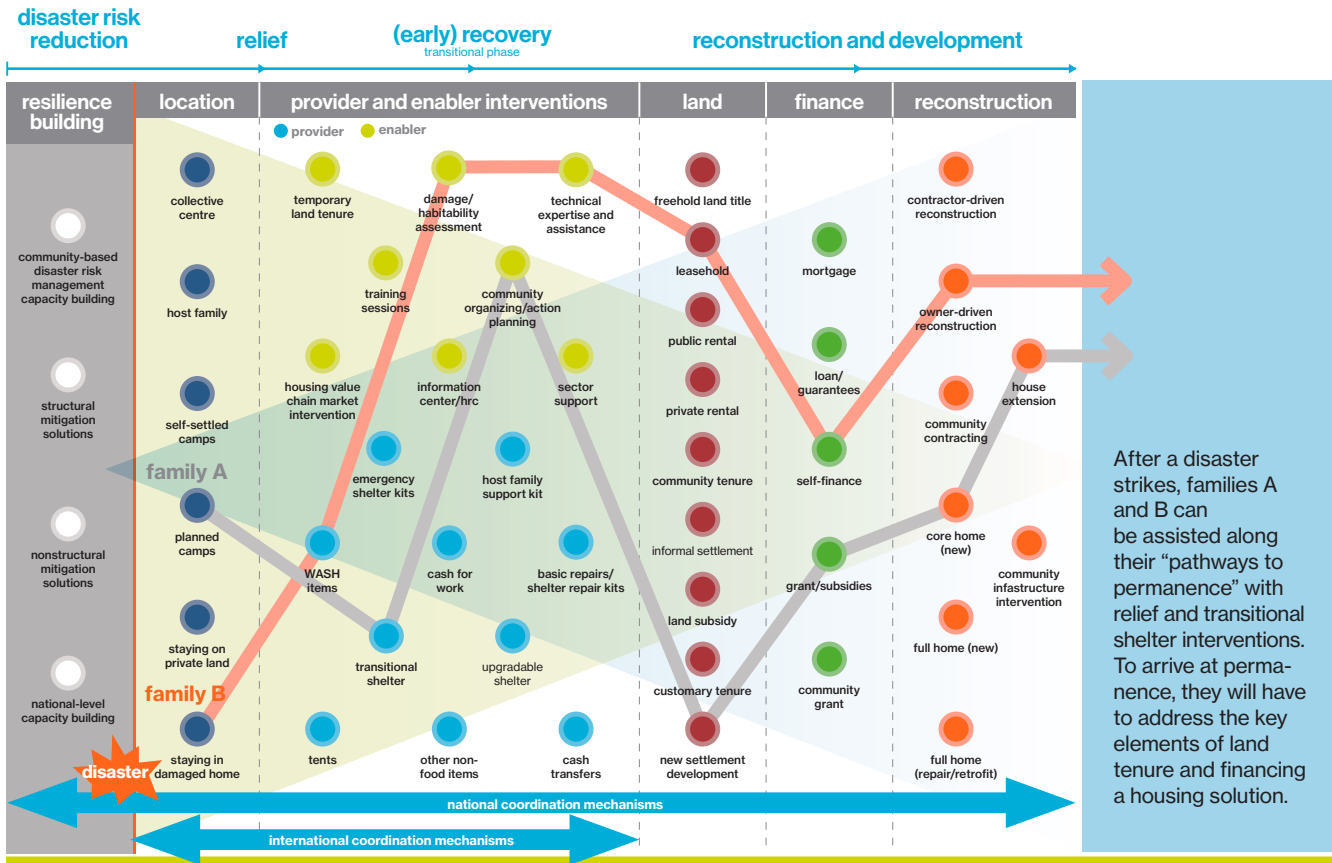 disaster risk
reduction
relief
(early) recovery
transitional phase
reconstruction and development
resilience
building
location
provider and enabler interventions
land
finance
reconstruction
provider
enabler
community-based
disaster risk
management
capacity building
structural
mitigation
solutions
nonstructural
mitigation
solutions
national-level
capacity building
disaster
collective
centre
host family
self-settled
camps
family A
planned
camps
staying on
private land
family B
staying in
damaged home
temporary
land tenure
damage/
habitability
assessment
technical
expertise and
assistance
training
sessions
community
organizing/action
planning
housing value
chain market
intervention
information
center/hrc
sector
support
emergency
shelter kits
host family
support kit
WASH
items
cash for
work
basic repairs/
shelter repair kits
transitional
shelter
upgradable
shelter
tents
other non-
food items
cash
transfers
freehold land title
leasehold
public rental
private rental
community tenure
informal settlement
land subsidy
customary tenure
new settlement
development
mortgage
loan/
guarantees
self-finance
grant/subsidies
community
grant
contractor-driven
reconstruction
owner-driven
reconstruction
house
extension
community
contracting
core home
(new)
community
infastructure
intervention
full home (new)
full home
(repair/retrofit)
national coordination mechanisms
international coordination mechanisms
After a disaster
strikes, families A
and B can
be assisted along
their “pathways to
permanence” with
relief and transitional
shelter interventions.
To arrive at perma-
nence, they will have
to address the key
elements of land
tenure and financing
a housing solution.